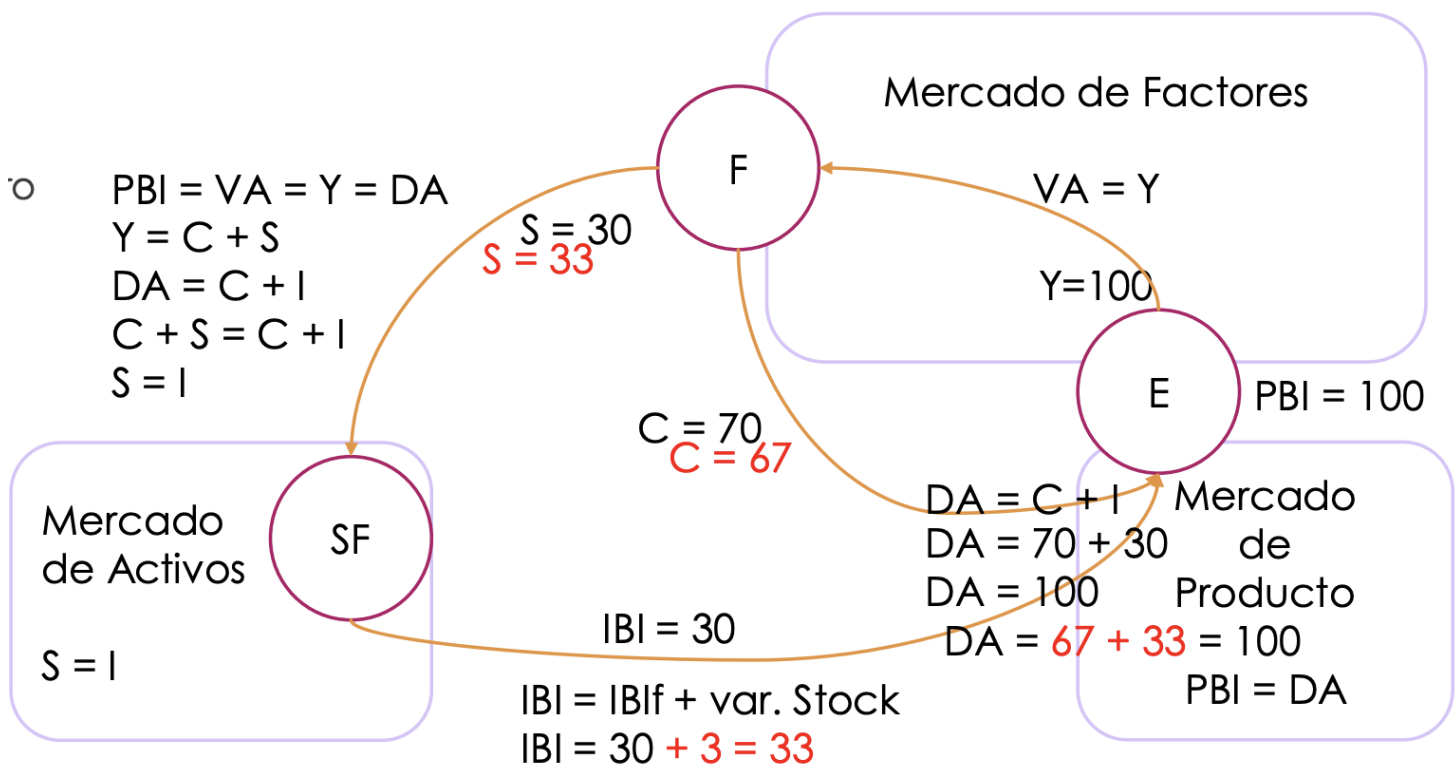 Mercado de Factores
F
VA = Y
Y=100
E
PBI = 100
PBI = VA = Y = DA
Y = C + S
DA = C + I
C + S = C + I
S = I
S = 30
S = 33
C = 70
C = 67
Mercado
de Activos
SF
S = I
IBI = 30
IBI = IBIf + var. Stock
IBI = 30 + 3 = 33
DA = C + I
DA = 70 + 30
DA = 100
DA = 67 + 33 = 100
Mercado
de
Producto
PBI = DA